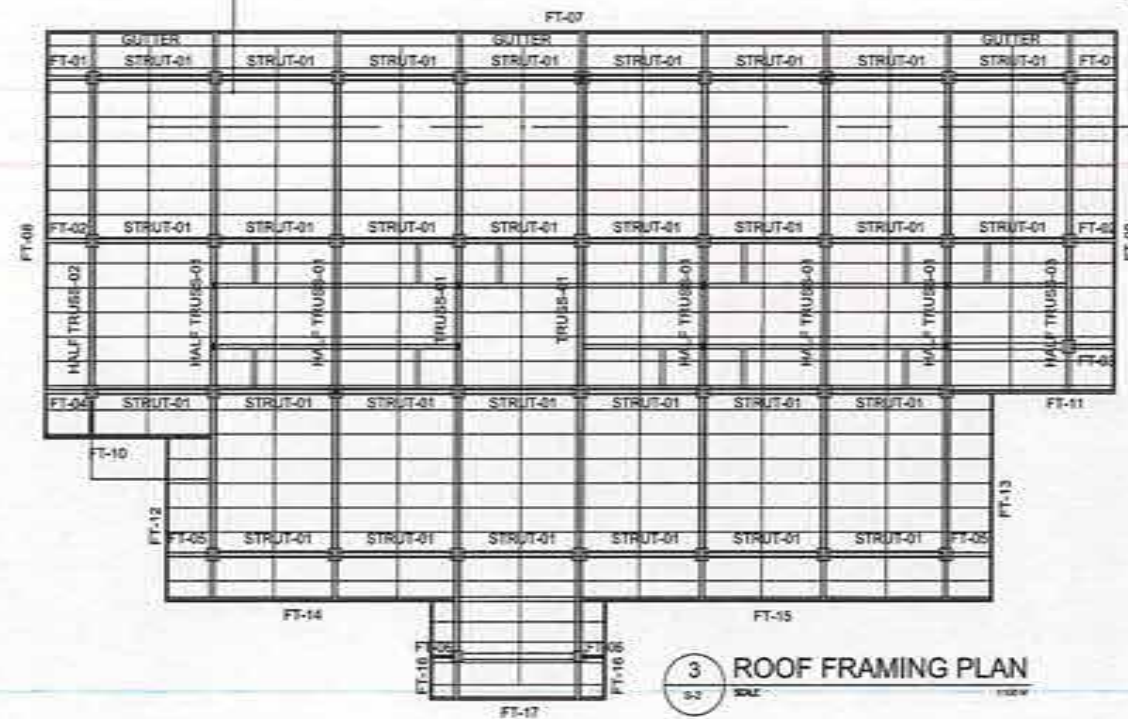 FT-07
GUTTER GUTTER GUTTER
FT-01 STRUT-01 STRUT-01 STRUT-01 STRUT-01 STRUT-01 STRUT-01 STRUT-01 STRUT-01 FT-01
FT-02 STRUT-01 STRUT-01 STRUT-01 STRUT-01 STRUT-01 STRUT-01 STRUT-01 STRUT-01 FT-02
FT-08
HALF TRUSS-02
HALF TRUSS-01
HALF TRUSS-01
TRUSS-01
TRUSS-01
HALF TRUSS-01
HALF TRUSS-01
HALF TRUSS-01
HALF TRUSS-03
FT-03
FT-04 STRUT-01 STRUT-01 STRUT-01 STRUT-01 STRUT-01 STRUT-01 STRUT-01 FT-11
FT-10
FT-12
FT-13
FT-05 STRUT-01 STRUT-01 STRUT-01 STRUT-01 STRUT-01 STRUT-01 FT-05
FT-14 FT-15
FT-06 FT-06
FT-16 FT-16
3 ROOF FRAMING PLAN
S-2 SCALE
FT-17